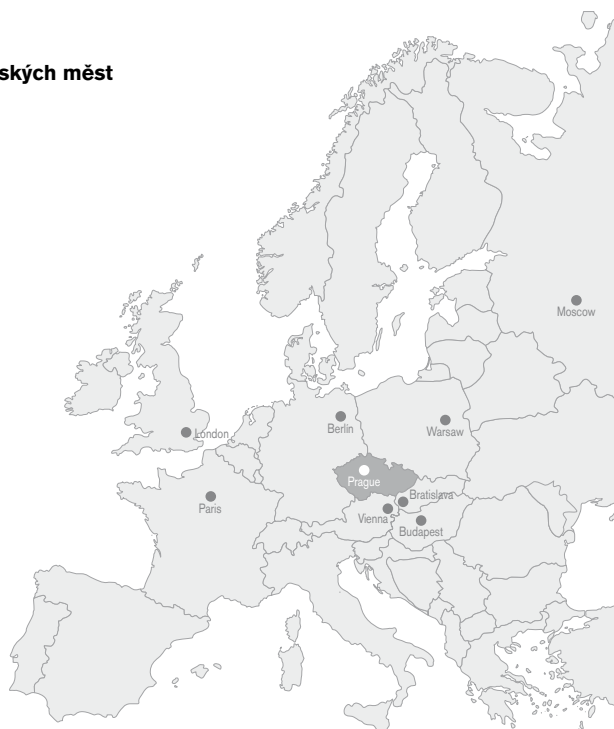 ských měst
Moscow
London
Berlin
Warsaw
Prague
Bratislava
Paris
Vienna
Budapest